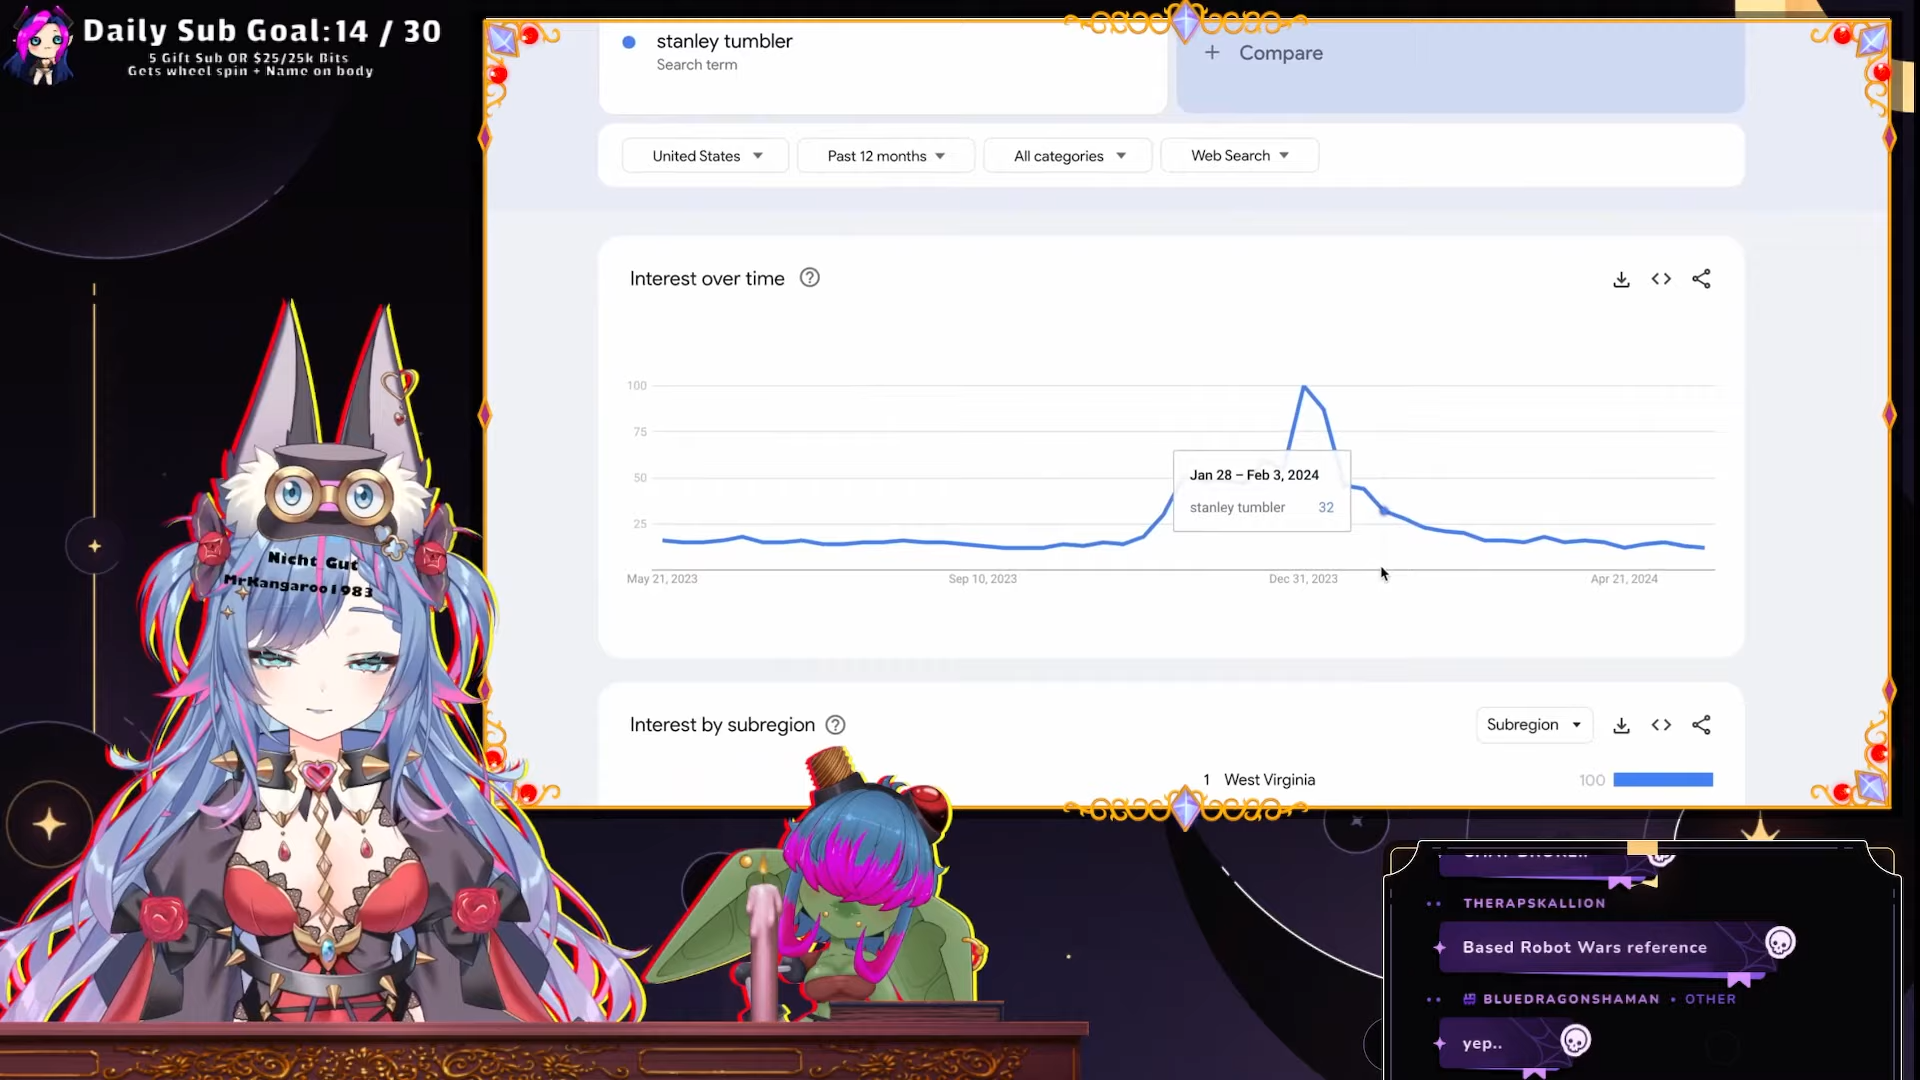 Daily Sub Goal:14 / 30
5 Gift Sub OR $25/25k Bits
Gets wheel spin + Name on body
stanley tumbler
Search term
+ Compare
United States
Past 12 months
All categories
Web Search
Interest over time
100
75
50
25
Jan 28 – Feb 3, 2024
stanley tumbler 32
May 21, 2023
Sep 10, 2023
Dec 31, 2023
Apr 21, 2024
Interest by subregion
Subregion
1 West Virginia 100
Nicht Gut
MrKangaroo1983
THERAPSKALLION
Based Robot Wars reference
BLUEDRAGONSHAMAN • OTHER
yep..